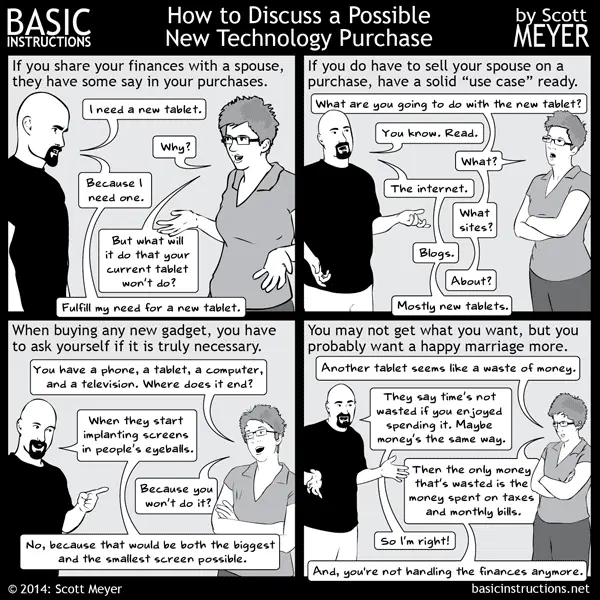 BASIC
INSTRUCTIONS
How to Discuss a Possible
New Technology Purchase
by Scott
MEYER
If you share your finances with a spouse,
they have some say in your purchases.
I need a new tablet.
Why?
Because I
need one.
But what will
it do that your
current tablet
won't do?
Fulfill my need for a new tablet.
If you do have to sell your spouse on a
purchase, have a solid “use case” ready.
What are you going to do with the new tablet?
You know. Read.
What?
The internet.
What
sites?
Blogs.
About?
Mostly new tablets.
When buying any new gadget, you have
to ask yourself if it is truly necessary.
You have a phone, a tablet, a computer,
and a television. Where does it end?
When they start
implanting screens
in people's eyeballs.
Because you
won't do it?
No, because that would be both the biggest
and the smallest screen possible.
You may not get what you want, but you
probably want a happy marriage more.
Another tablet seems like a waste of money.
They say time's not
wasted if you enjoyed
spending it. Maybe
money's the same way.
Then the only money
that's wasted is the
money spent on taxes
and monthly bills.
So I'm right!
And, you're not handling the finances anymore.
© 2014: Scott Meyer
basicinstructions.net